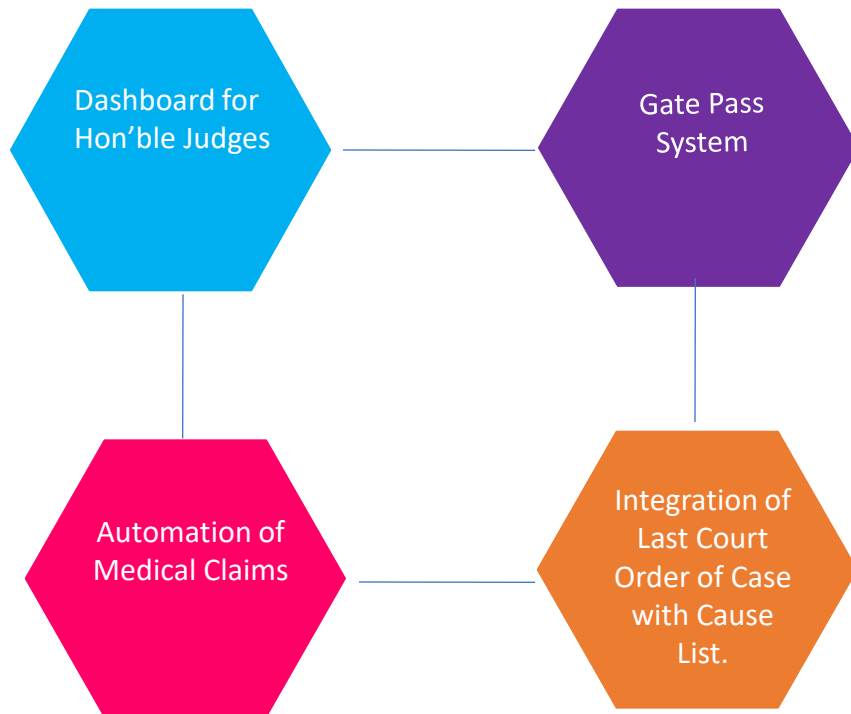 Dashboard for
Hon’ble Judges
Gate Pass
System
Automation of
Medical Claims
Integration of
Last Court
Order of Case
with Cause
List.